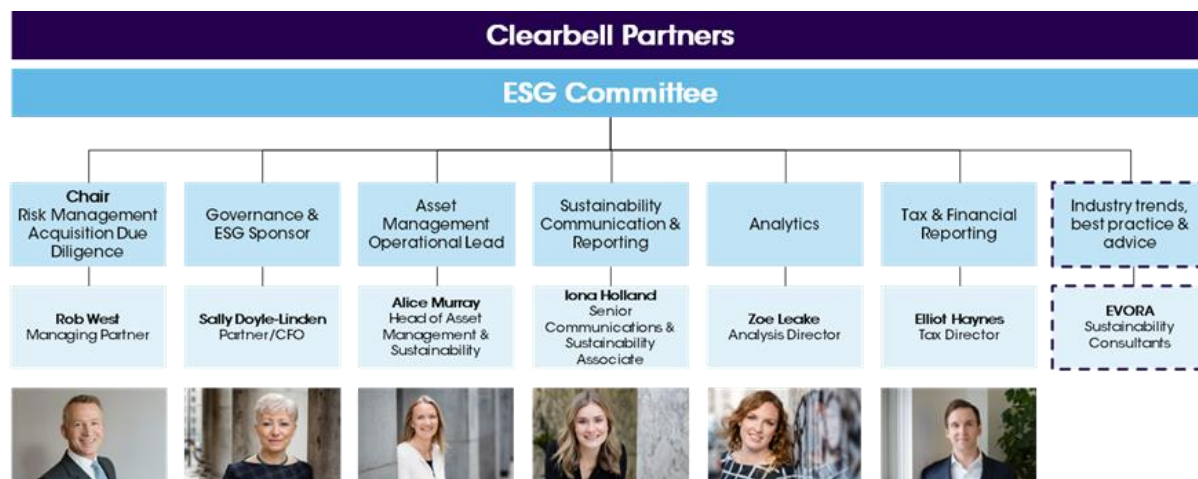 Clearbell Partners
ESG Committee
Chair
Risk Management
Acquisition Due
Diligence
Governance &
ESG Sponsor
Asset
Management
Operational Lead
Sustainability
Communication &
Reporting
Analytics
Tax & Financial
Reporting
Industry trends,
best practice &
advice
Rob West
Managing Partner
Sally Doyle-Linden
Partner/CFO
Alice Murray
Head of Asset
Management &
Sustainability
Iona Holland
Senior
Communications &
Sustainability
Associate
Zoe Leake
Analysis Director
Elliot Haynes
Tax Director
EVORA
Sustainability
Consultants